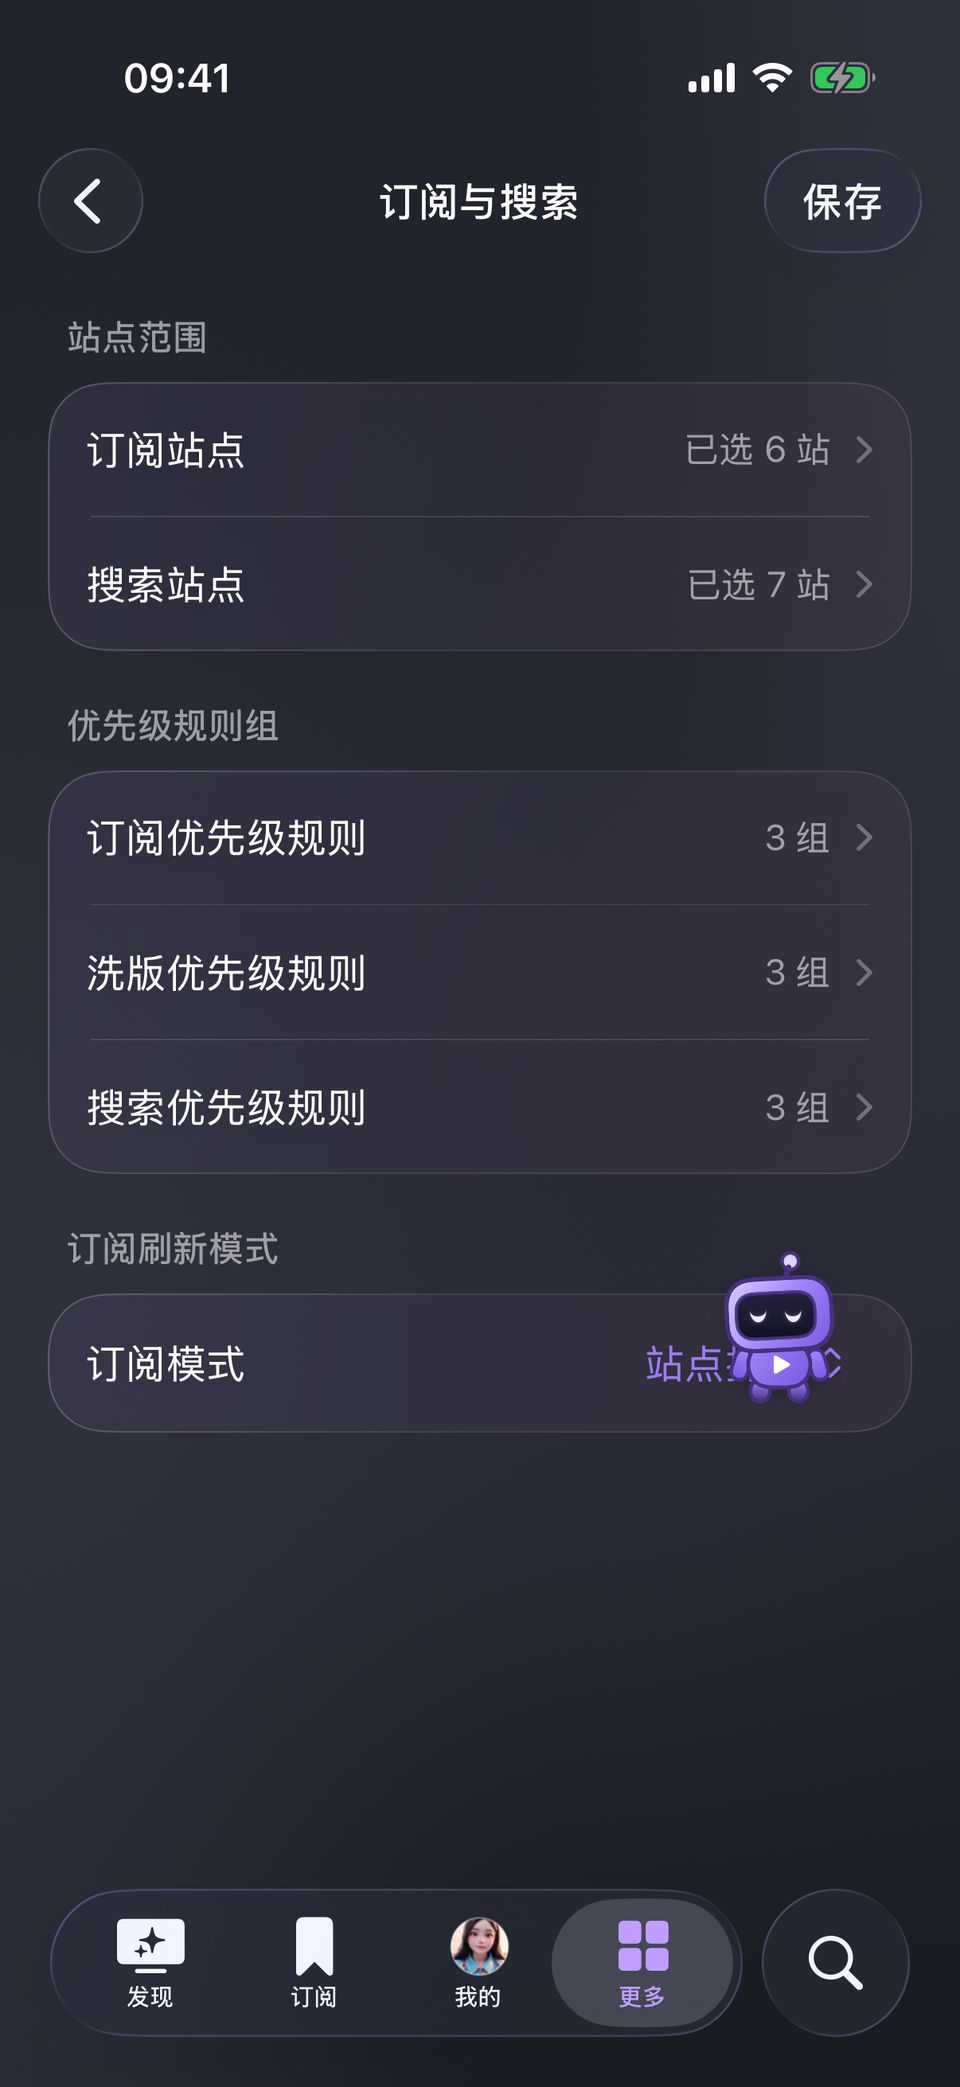 09:41
订阅与搜索
保存
站点范围
订阅站点
已选 6 站
搜索站点
已选 7 站
优先级规则组
订阅优先级规则
3 组
洗版优先级规则
3 组
搜索优先级规则
3 组
订阅刷新模式
订阅模式
站点
发现
订阅
我的
更多